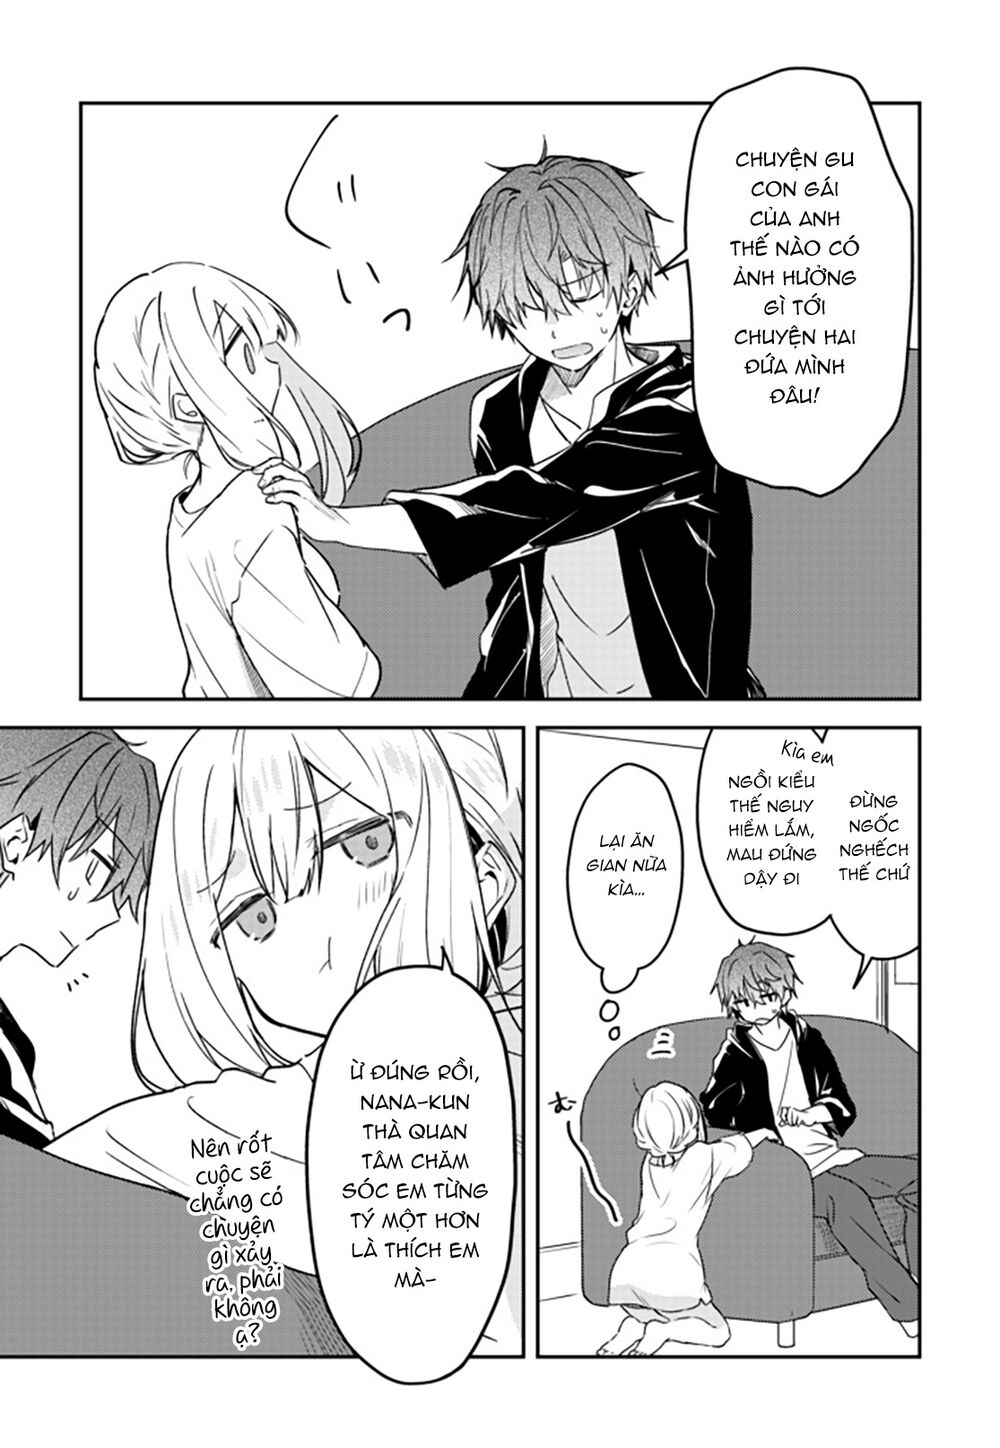 CHUYỆN GU
CON GÁI
CỦA ANH
THẾ NÀO CÓ
ẢNH HƯỞNG
GÌ TỚI
CHUYỆN HAI
ĐỨA MÌNH
ĐÂU!
Kìa em
ĐỪNG
NGỐC
NGHẾCH
THẾ CHỨ
NGỒI KIỂU
THẾ NGUY
HIỂM LẮM,
MAU ĐỨNG
DẬY ĐI
LẠI ĂN
GIAN NỮA
KÌA...
む
Ừ ĐÚNG RỒI,
NANA-KUN
THÀ QUAN
TÂM CHĂM
SÓC EM TỪNG
TÝ MỘT HƠN
LÀ THÍCH EM
MÀ-
Nên rốt
cuộc sẽ
chẳng có
chuyện
gì xảy
ra, phải
không
ạ?